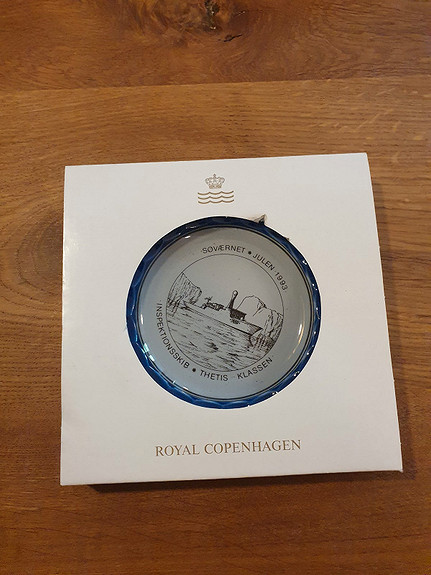 SØVÆRNET • JULEN 1993
INSPEKTIONSSKIB • THETIS - KLASSEN
ROYAL COPENHAGEN